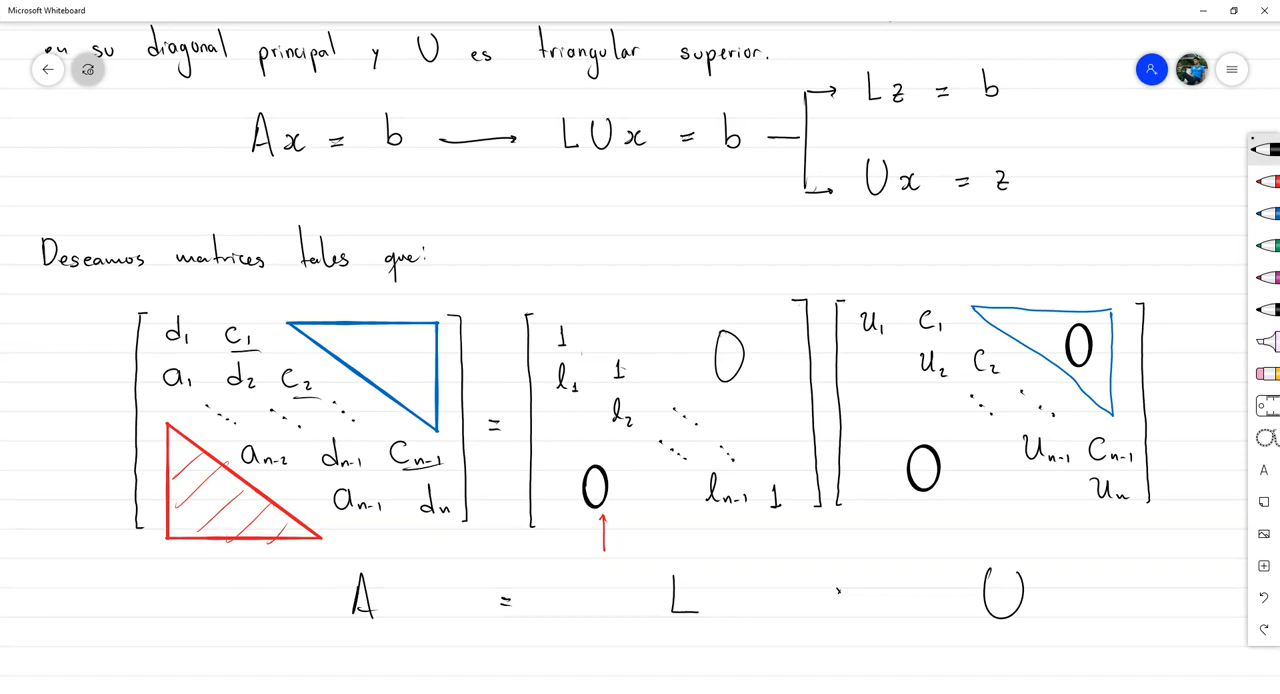 Microsoft Whiteboard
en su diagonal principal y U es triangular superior.
Lz = b
Ax = b → LUx = b
Ux = z
Deseamos matrices tales que:
d₁ c₁ 1 0 u₁ c₁ 0
a₁ d₂ c₂ l₁ 1 u₂ c₂
⋱ ⋱ ⋱ = l₂ ⋱ ⋱ ⋱
aₙ₋₂ dₙ₋₁ cₙ₋₁ ⋱ ⋱ uₙ₋₁ cₙ₋₁
aₙ₋₁ dₙ 0 lₙ₋₁ 1 0 uₙ
A = L · U